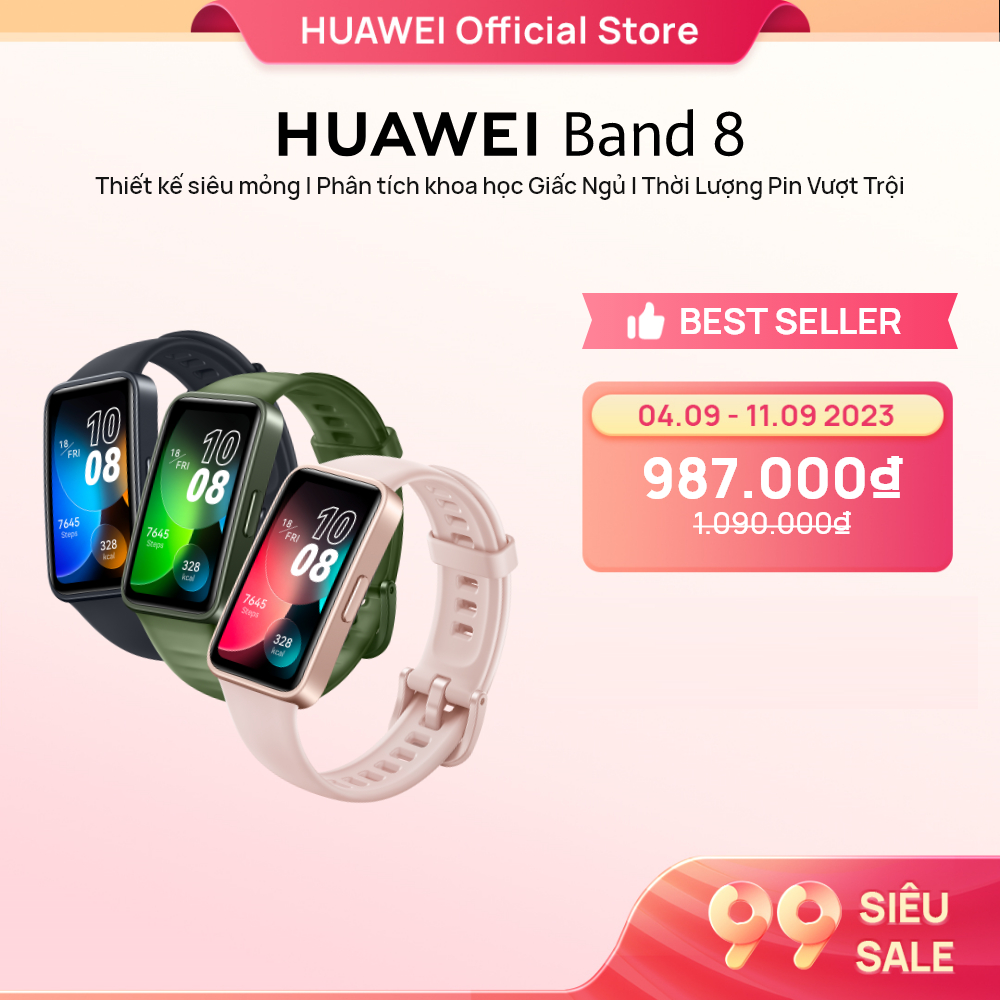 HUAWEI Official Store
HUAWEI Band 8
Thiết kế siêu mỏng I Phân tích khoa học Giấc Ngủ I Thời Lượng Pin Vượt Trội
BEST SELLER
04.09 - 11.09 2023
987.000₫
1.090.000₫
18/FRI
10
08
7645
Steps
328
kcal
18/FRI
10
08
7645
Steps
328
kcal
18/FRI
10
08
7645
Steps
328
kcal
99 SIÊU
SALE